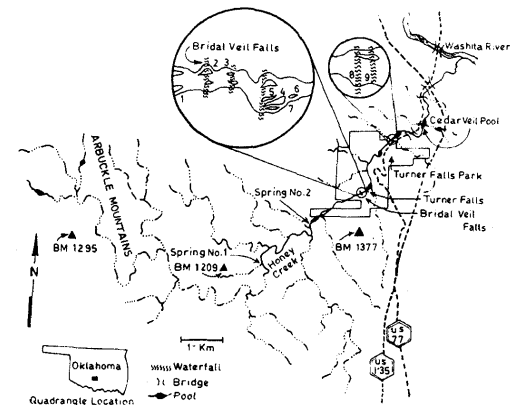 Bridal Veil Falls
2 3
1
5 4 6
7
8 9
Washita River
Cedar Veil Pool
Turner Falls Park
Turner Falls
Bridal Veil
Falls
ARBUCKLE MOUNTAINS
Spring No.2
BM 1295
Spring No.1
BM 1209
BM 1377
Honey
Creek
N
1- Km
US
77
US
I·35
Oklahoma
Quadrangle Location
Waterfall
Bridge
Pool